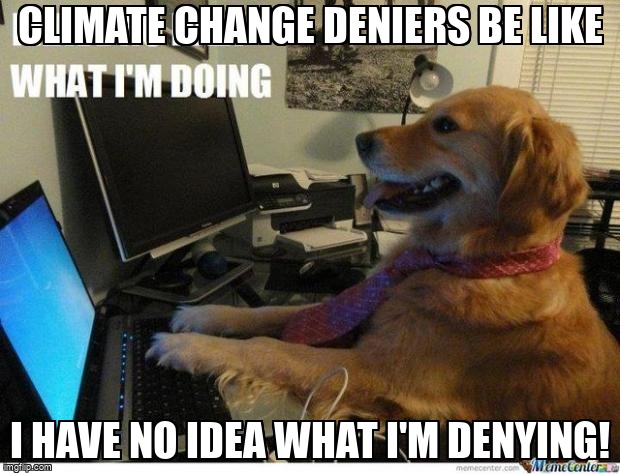 CLIMATE CHANGE DENIERS BE LIKE
WHAT I'M DOING
I HAVE NO IDEA WHAT I'M DENYING!
imgflip.com
memecenter.com
MemeCenter